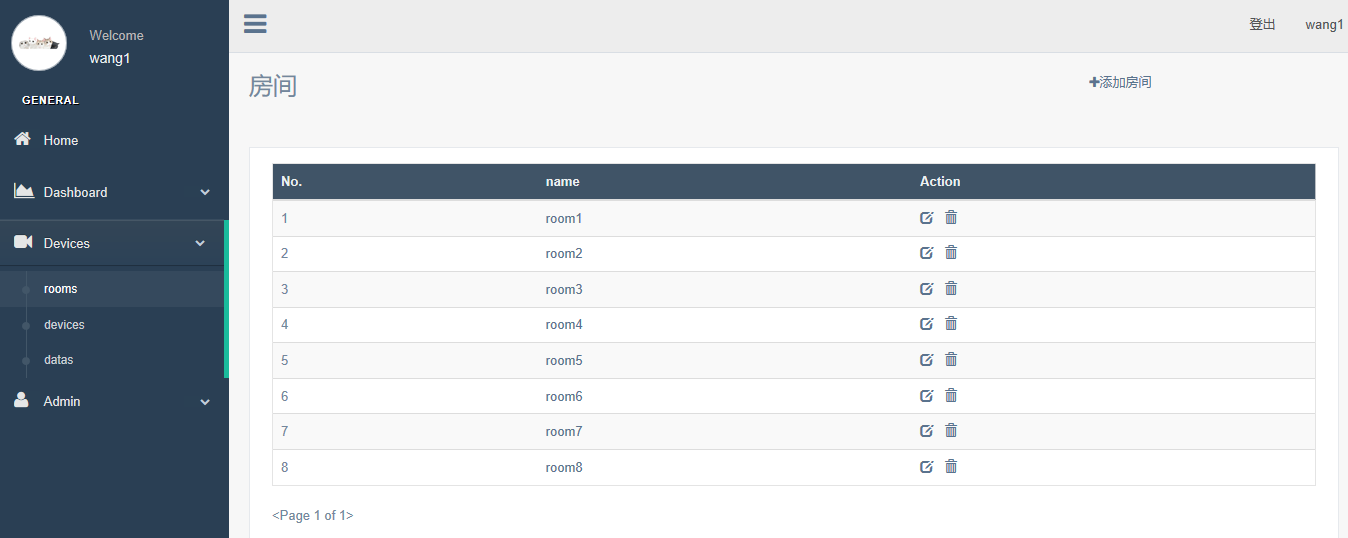 Welcome
wang1
GENERAL
Home
Dashboard
Devices
rooms
devices
datas
Admin
登出 wang1
房间
添加房间
No. name Action
1 room1
2 room2
3 room3
4 room4
5 room5
6 room6
7 room7
8 room8
<Page 1 of 1>